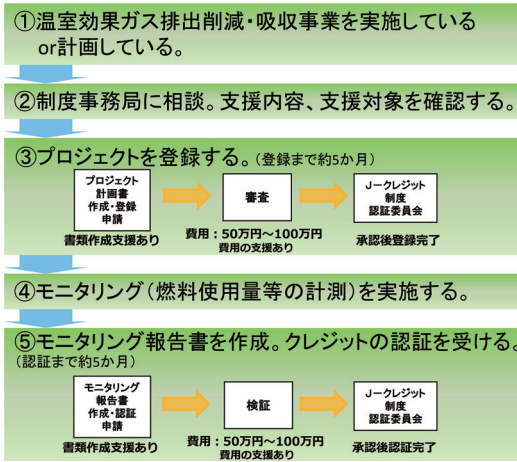 ①温室効果ガス排出削減・吸収事業を実施している
or計画している。
②制度事務局に相談。支援内容、支援対象を確認する。
③プロジェクトを登録する。(登録まで約5か月)
プロジェクト
計画書
作成・登録
申請
審査
J－クレジット
制度
認証委員会
書類作成支援あり
費用：50万円～100万円
費用の支援あり
承認後登録完了
④モニタリング(燃料使用量等の計測)を実施する。
⑤モニタリング報告書を作成。クレジットの認証を受ける。
(認証まで約5か月)
モニタリング
報告書
作成・認証
申請
検証
J－クレジット
制度
認証委員会
書類作成支援あり
費用：50万円～100万円
費用の支援あり
承認後認証完了